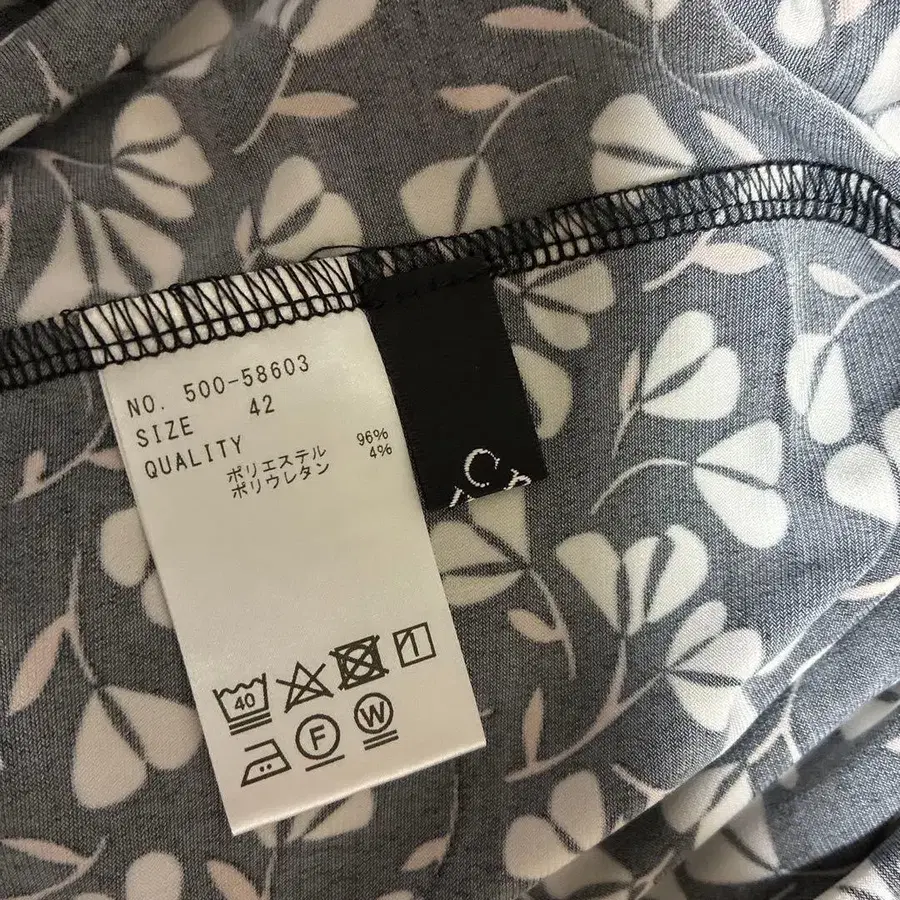 NO. 500-58603
SIZE 42
QUALITY
ポリエステル 96%
ポリウレタン 4%
40
F W